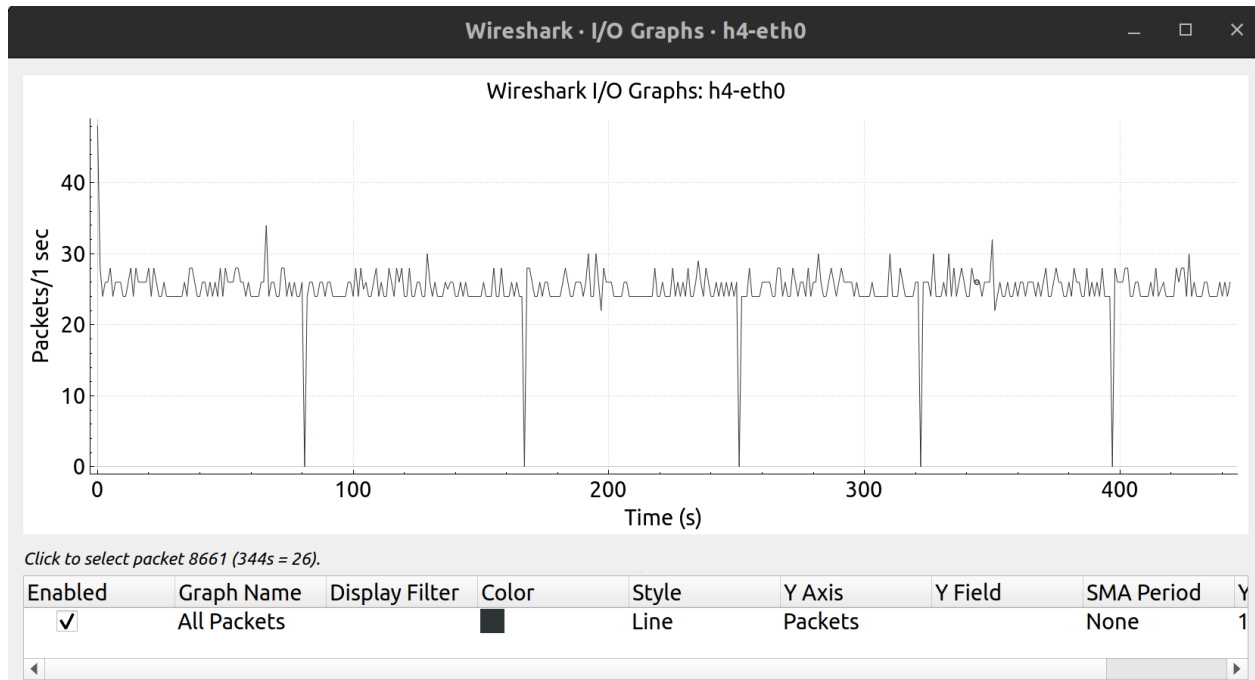 Wireshark · I/O Graphs · h4-eth0
Wireshark I/O Graphs: h4-eth0
Packets/1 sec
40
30
20
10
0
0 100 200 300 400
Time (s)
Click to select packet 8661 (344s = 26).
Enabled Graph Name Display Filter Color Style Y Axis Y Field SMA Period Y
All Packets Line Packets None 1